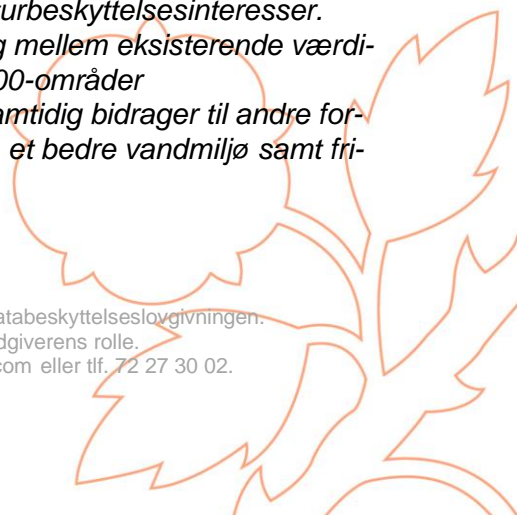 turbeskyttelsesinteresser.
g mellem eksisterende værdi-
00-områder
amtidig bidrager til andre for-
et bedre vandmiljø samt fri-
atabeskyttelseslovgivningen.
dgiverens rolle.
com eller tlf. 72 27 30 02.